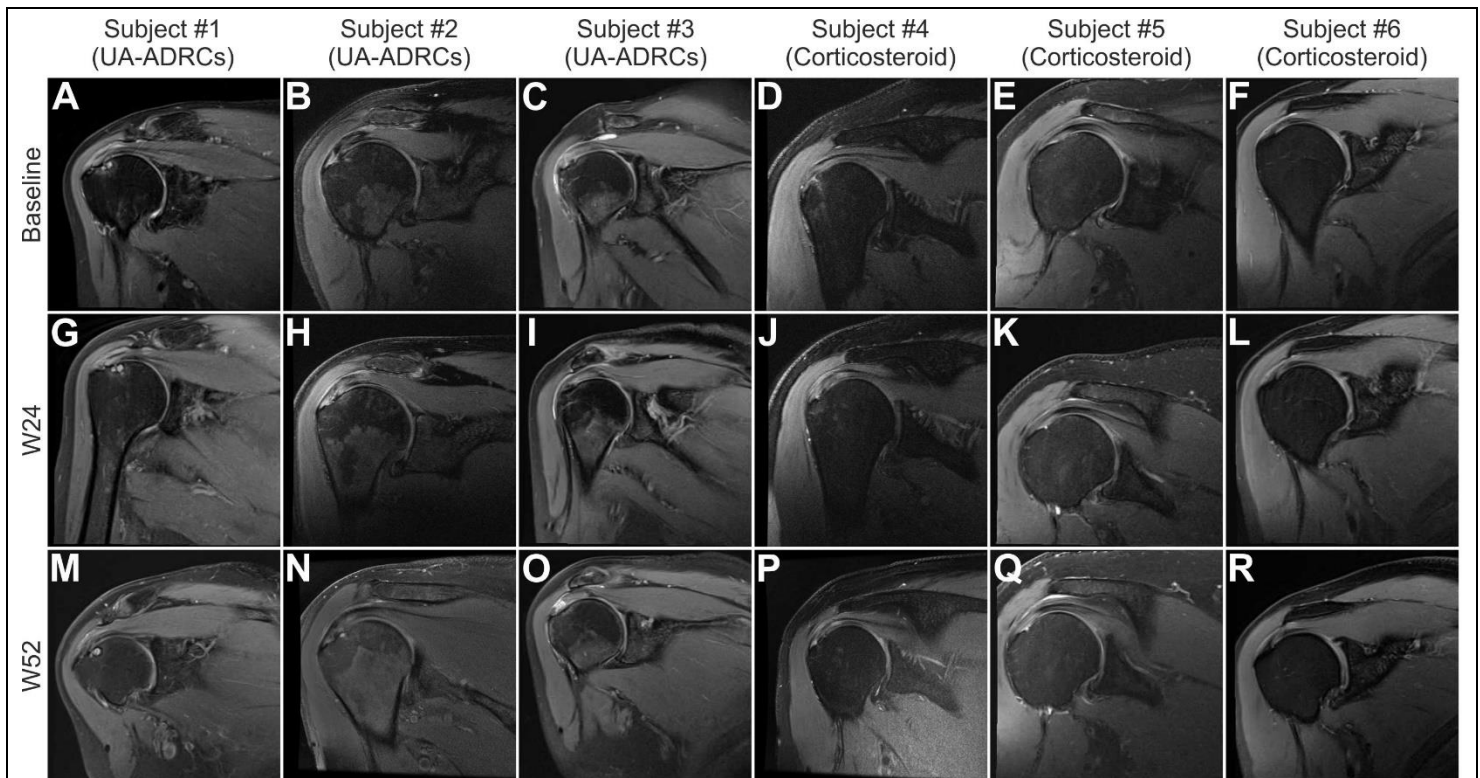 Subject #1 Subject #2 Subject #3 Subject #4 Subject #5 Subject #6
(UA-ADRCs) (UA-ADRCs) (UA-ADRCs) (Corticosteroid) (Corticosteroid) (Corticosteroid)
Baseline
A B C D E F
W24
G H I J K L
W52
M N O P Q R